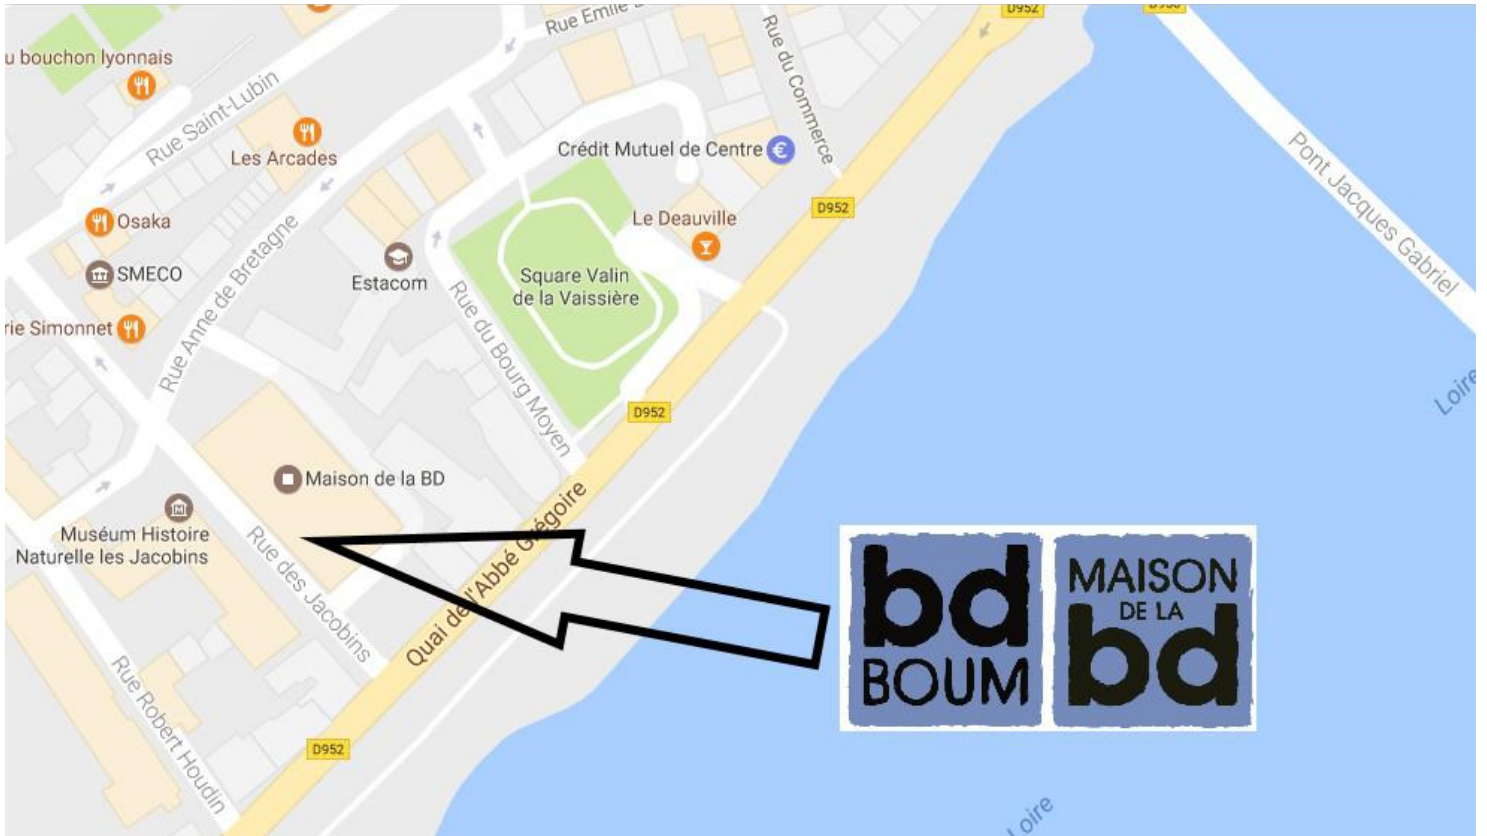 D952
Rue Emile
u bouchon lyonnais
Rue du Commerce
Rue Saint-Lubin
Les Arcades
Crédit Mutuel de Centre
€
Pont Jacques Gabriel
Osaka
D952
Le Deauville
SMECO
Estacom
Square Valin
de la Vaissière
rie Simonnet
Rue Anne de Bretagne
Rue du Bourg Moyen
Loire
D952
Maison de la BD
Muséum Histoire
Naturelle les Jacobins
Rue des Jacobins
Quai de l'Abbé Grégoire
bd
BOUM
MAISON
DE LA
bd
Rue Robert Houdin
D952
Loire